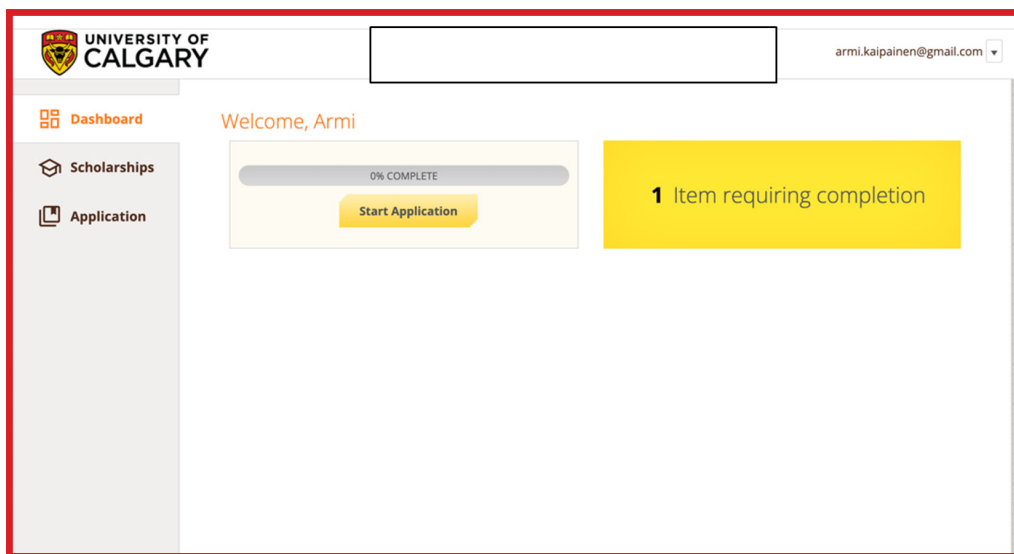 UNIVERSITY OF
CALGARY
armi.kaipainen@gmail.com
Dashboard
Scholarships
Application
Welcome, Armi
0% COMPLETE
Start Application
1 Item requiring completion